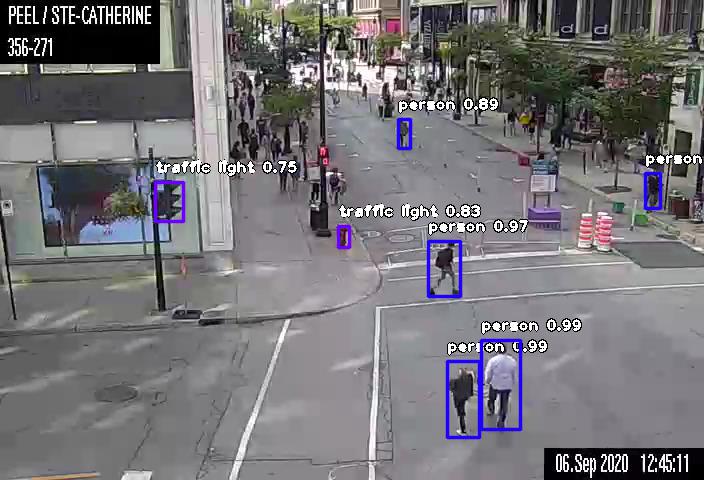 PEEL / STE-CATHERINE
356-271
person 0.89
person
traffic light 0.75
traffic light 0.83
person 0.97
person 0.99
person 0.99
06.Sep 2020 12:45:11